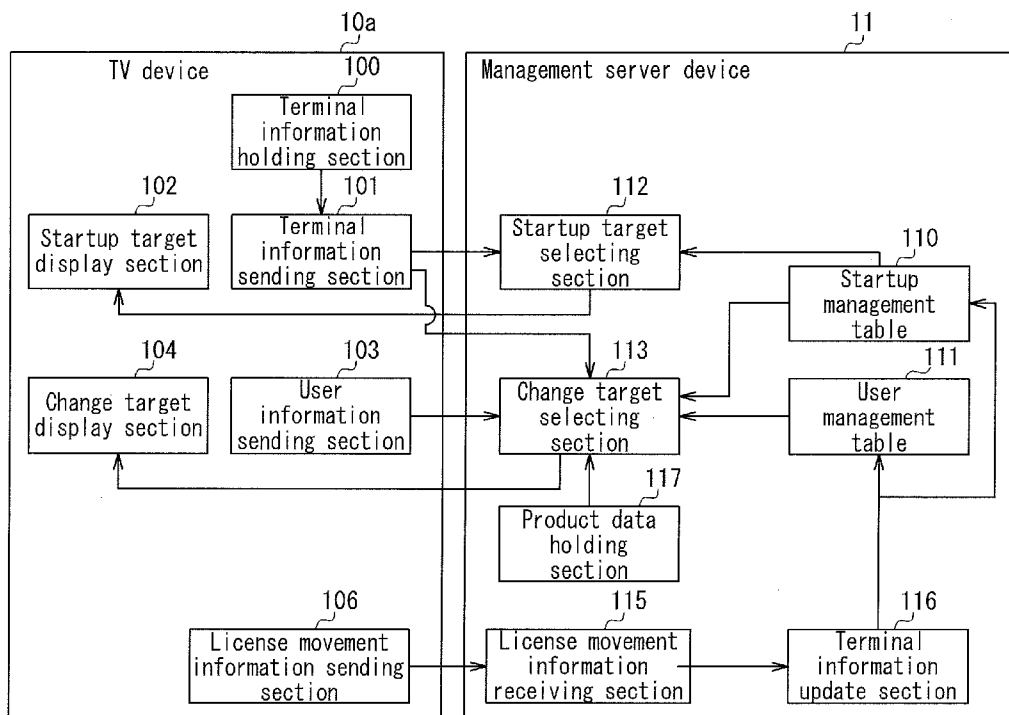 10a
11
TV device
Management server device
100
Terminal
information
holding section
102
101
112
110
Startup target
display section
Terminal
information
sending section
Startup target
selecting
section
Startup
management
table
104
103
113
111
Change target
display section
User
information
sending section
Change target
selecting
section
User
management
table
117
Product data
holding
section
106
115
116
License movement
information sending
section
License movement
information
receiving section
Terminal
information
update section